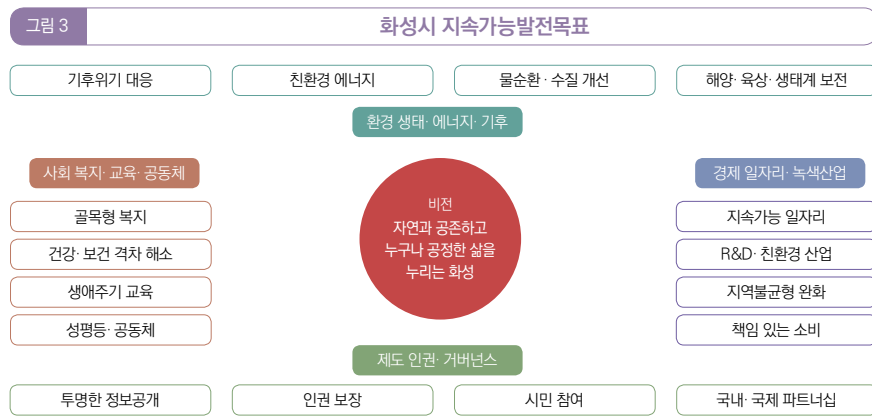 그림 3
화성시 지속가능발전목표
기후위기 대응
친환경 에너지
물순환·수질 개선
해양·육상·생태계 보전
환경 생태·에너지·기후
사회 복지·교육·공동체
골목형 복지
건강·보건 격차 해소
생애주기 교육
성평등·공동체
비전
자연과 공존하고
누구나 공정한 삶을
누리는 화성
경제 일자리·녹색산업
지속가능 일자리
R&D·친환경 산업
지역불균형 완화
책임 있는 소비
제도 인권·거버넌스
투명한 정보공개
인권 보장
시민 참여
국내·국제 파트너십